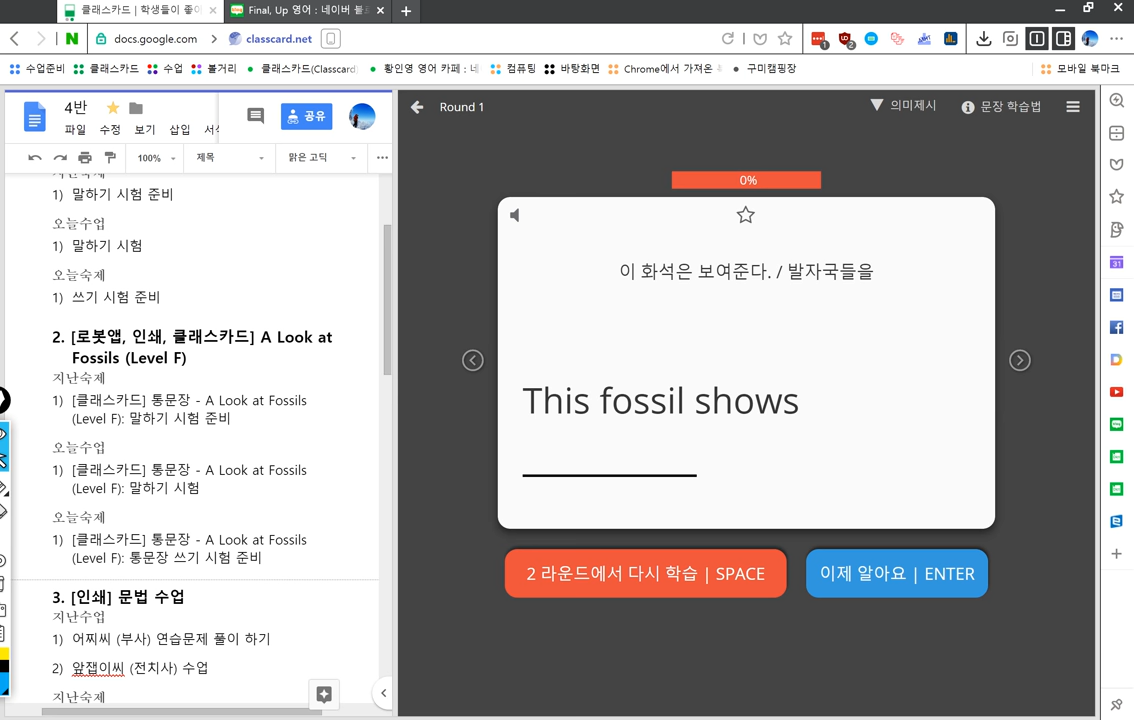 클래스카드 | 학생들이 좋아
Final, Up 영어 : 네이버 블로
docs.google.com
classcard.net
수업준비
클래스카드
수업
볼거리
클래스카드(Classcard
황인영 영어 카페 : 네
컴퓨팅
바탕화면
Chrome에서 가져온
구미캠핑장
모바일 북마크
4반
파일 수정 보기 삽입 서식
공유
100%
제목
맑은 고딕
지난숙제
1) 말하기 시험 준비
오늘수업
1) 말하기 시험
오늘숙제
1) 쓰기 시험 준비
2. [로봇앱, 인쇄, 클래스카드] A Look at
Fossils (Level F)
지난숙제
1) [클래스카드] 통문장 - A Look at Fossils
(Level F): 말하기 시험 준비
오늘수업
1) [클래스카드] 통문장 - A Look at Fossils
(Level F): 말하기 시험
오늘숙제
1) [클래스카드] 통문장 - A Look at Fossils
(Level F): 통문장 쓰기 시험 준비
3. [인쇄] 문법 수업
지난수업
1) 어찌씨 (부사) 연습문제 풀이 하기
2) 앞잡이씨 (전치사) 수업
지난숙제
Round 1
의미제시
문장 학습법
0%
이 화석은 보여준다. / 발자국들을
This fossil shows
2 라운드에서 다시 학습 | SPACE
이제 알아요 | ENTER